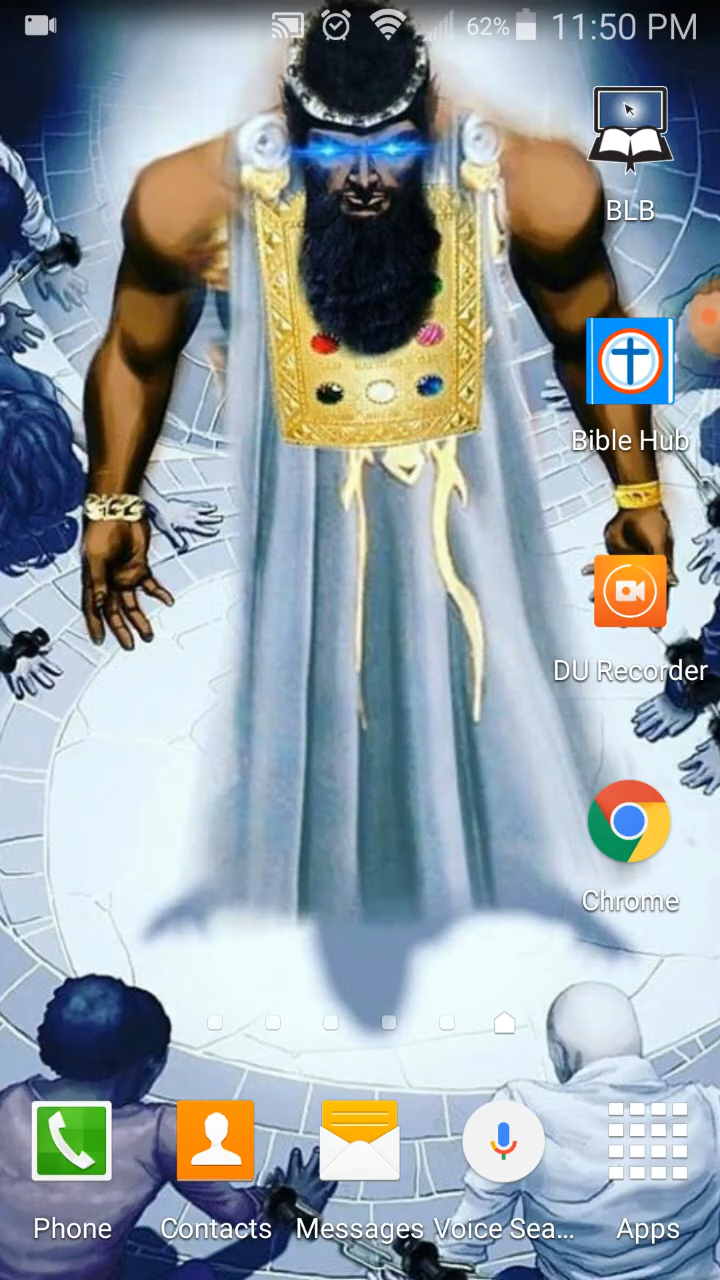 62% 11:50 PM
BLB
Bible Hub
DU Recorder
Chrome
Phone Contacts Messages Voice Sea... Apps